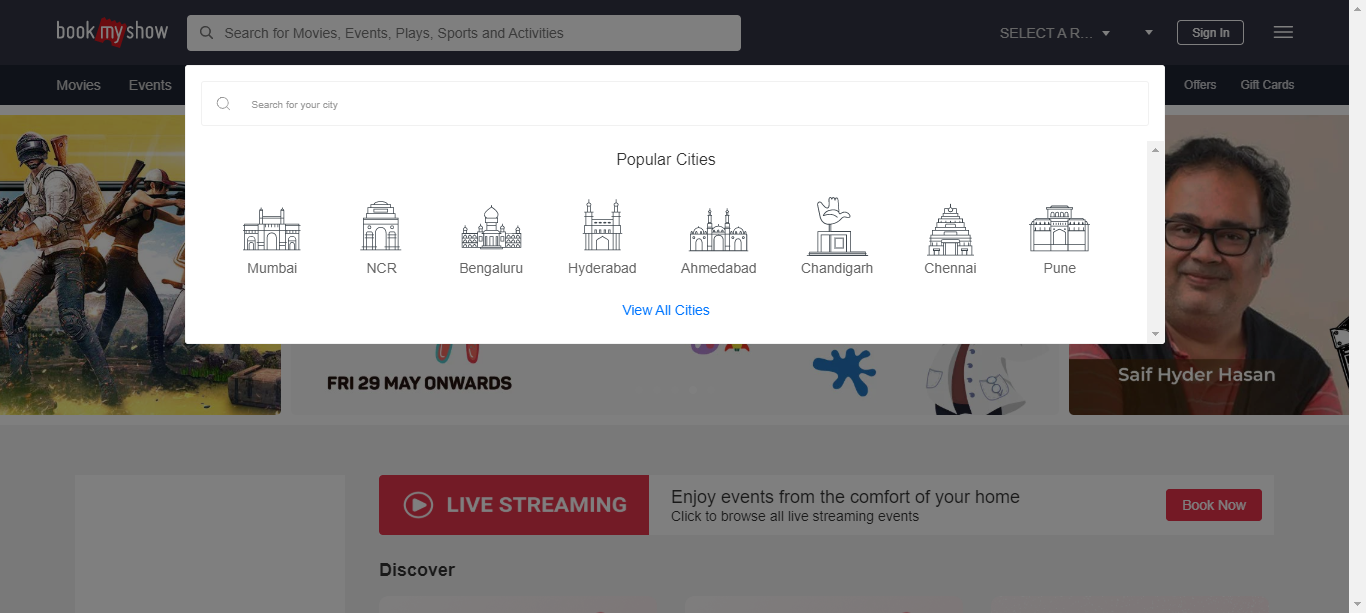 bookmyshow
Search for Movies, Events, Plays, Sports and Activities
SELECT A R...
Sign In
Movies
Events
Offers
Gift Cards
Search for your city
Popular Cities
Mumbai
NCR
Bengaluru
Hyderabad
Ahmedabad
Chandigarh
Chennai
Pune
View All Cities
FRI 29 MAY ONWARDS
Saif Hyder Hasan
LIVE STREAMING
Enjoy events from the comfort of your home
Click to browse all live streaming events
Book Now
Discover